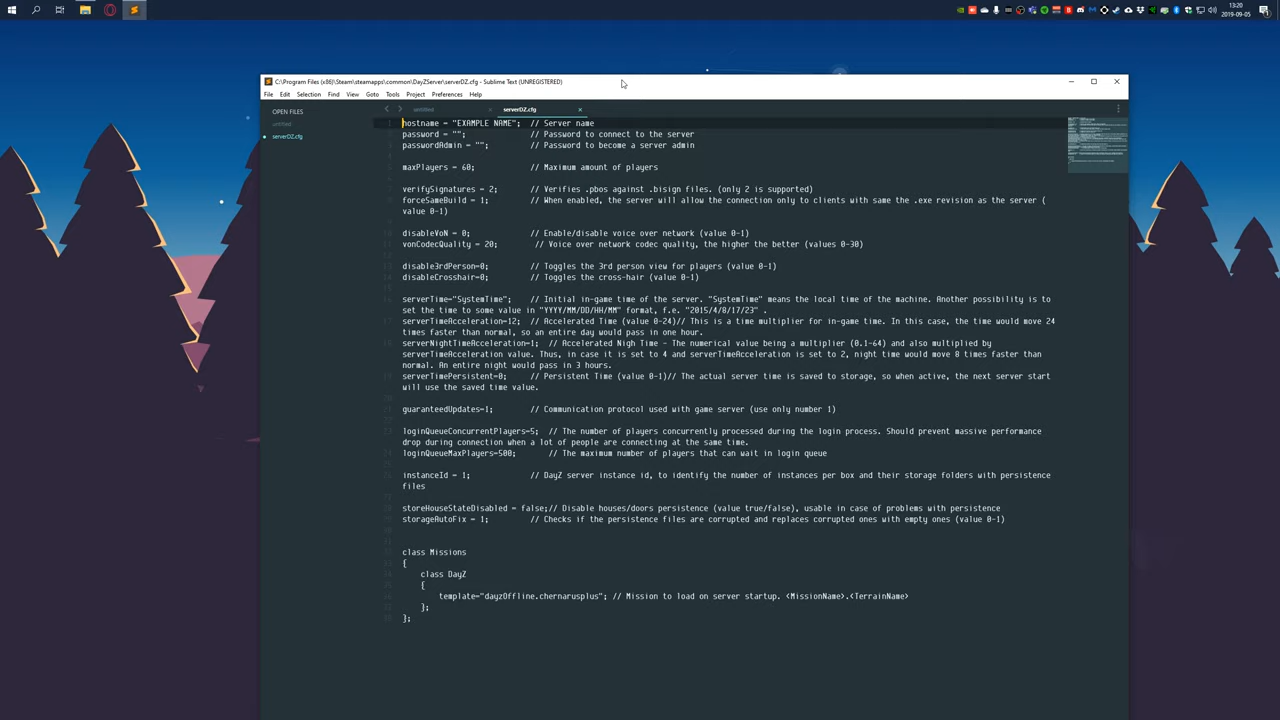 13:20
2019-09-05
C:\Program Files (x86)\Steam\steamapps\common\DayZServer\serverDZ.cfg - Sublime Text (UNREGISTERED)
File Edit Selection Find View Goto Tools Project Preferences Help
OPEN FILES
untitled
serverDZ.cfg
untitled
serverDZ.cfg
hostname = "EXAMPLE NAME";  // Server name
password = "";              // Password to connect to the server
passwordAdmin = "";         // Password to become a server admin
maxPlayers = 60;            // Maximum amount of players
verifySignatures = 2;       // Verifies .pbos against .bisign files. (only 2 is supported)
forceSameBuild = 1;         // When enabled, the server will allow the connection only to clients with same the .exe revision as the server (
value 0-1)
disableVoN = 0;             // Enable/disable voice over network (value 0-1)
vonCodecQuality = 20;        // Voice over network codec quality, the higher the better (values 0-30)
disable3rdPerson=0;         // Toggles the 3rd person view for players (value 0-1)
disableCrosshair=0;         // Toggles the cross-hair (value 0-1)
serverTime="SystemTime";    // Initial in-game time of the server. "SystemTime" means the local time of the machine. Another possibility is to
set the time to some value in "YYYY/MM/DD/HH/MM" format, f.e. "2015/4/8/17/23" .
serverTimeAcceleration=12;  // Accelerated Time (value 0-24)// This is a time multiplier for in-game time. In this case, the time would move 24
times faster than normal, so an entire day would pass in one hour.
serverNightTimeAcceleration=1;  // Accelerated Nigh Time - The numerical value being a multiplier (0.1-64) and also multiplied by
serverTimeAcceleration value. Thus, in case it is set to 4 and serverTimeAcceleration is set to 2, night time would move 8 times faster than
normal. An entire night would pass in 3 hours.
serverTimePersistent=0;     // Persistent Time (value 0-1)// The actual server time is saved to storage, so when active, the next server start
will use the saved time value.
guaranteedUpdates=1;        // Communication protocol used with game server (use only number 1)
loginQueueConcurrentPlayers=5;  // The number of players concurrently processed during the login process. Should prevent massive performance
drop during connection when a lot of people are connecting at the same time.
loginQueueMaxPlayers=500;       // The maximum number of players that can wait in login queue
instanceId = 1;             // DayZ server instance id, to identify the number of instances per box and their storage folders with persistence
files
storeHouseStateDisabled = false;// Disable houses/doors persistence (value true/false), usable in case of problems with persistence
storageAutoFix = 1;         // Checks if the persistence files are corrupted and replaces corrupted ones with empty ones (value 0-1)
class Missions
{
class DayZ
{
template="dayzOffline.chernarusplus"; // Mission to load on server startup. <MissionName>.<TerrainName>
};
};